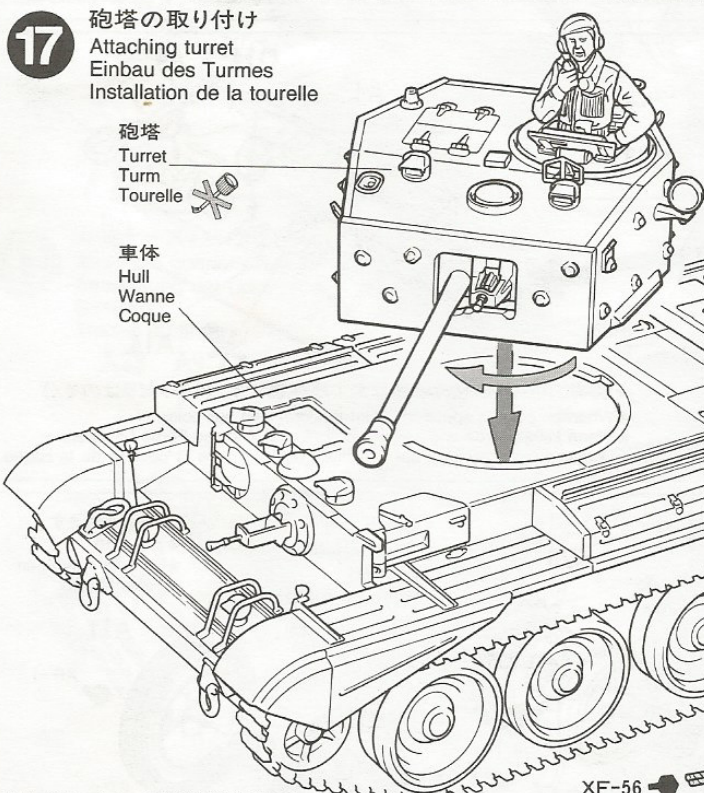 17
砲塔の取り付け
Attaching turret
Einbau des Turmes
Installation de la tourelle
砲塔
Turret
Turm
Tourelle
車体
Hull
Wanne
Coque
XF-56